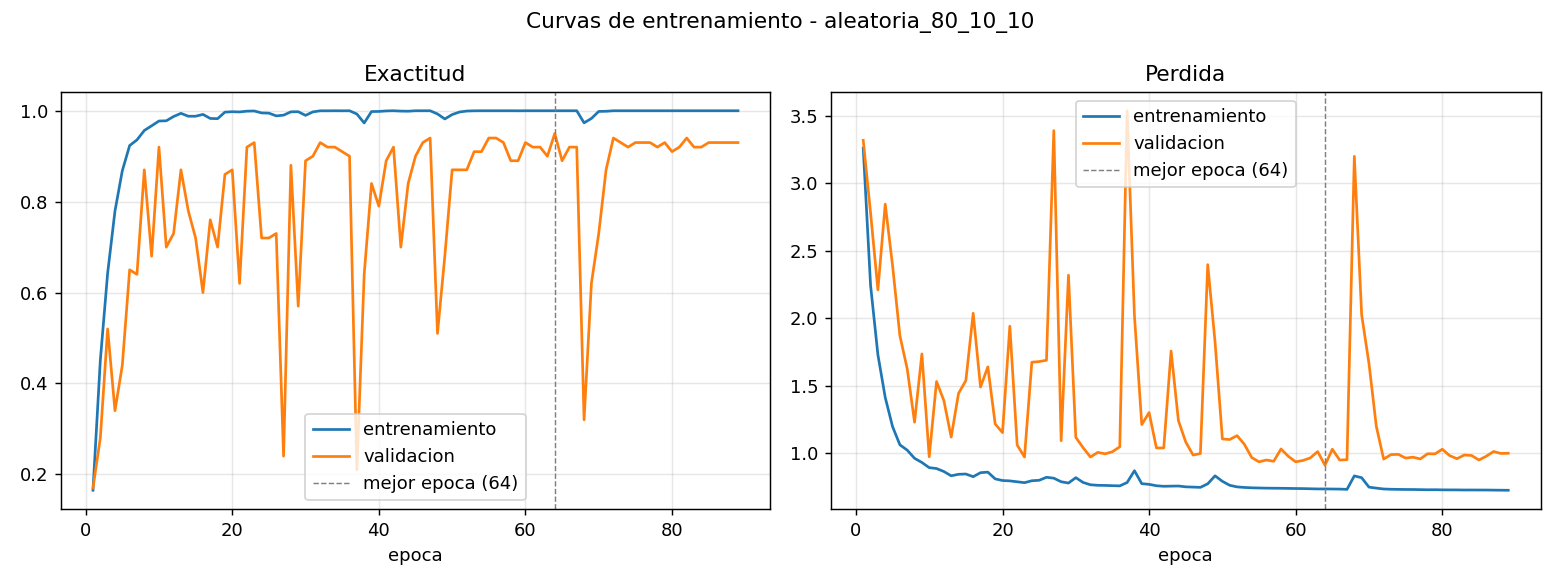 Curvas de entrenamiento - aleatoria_80_10_10
Exactitud
1.0
0.8
0.6
0.4
0.2
0
20
40
60
80
epoca
entrenamiento
validacion
mejor epoca (64)
Perdida
3.5
3.0
2.5
2.0
1.5
1.0
0
20
40
60
80
epoca
entrenamiento
validacion
mejor epoca (64)